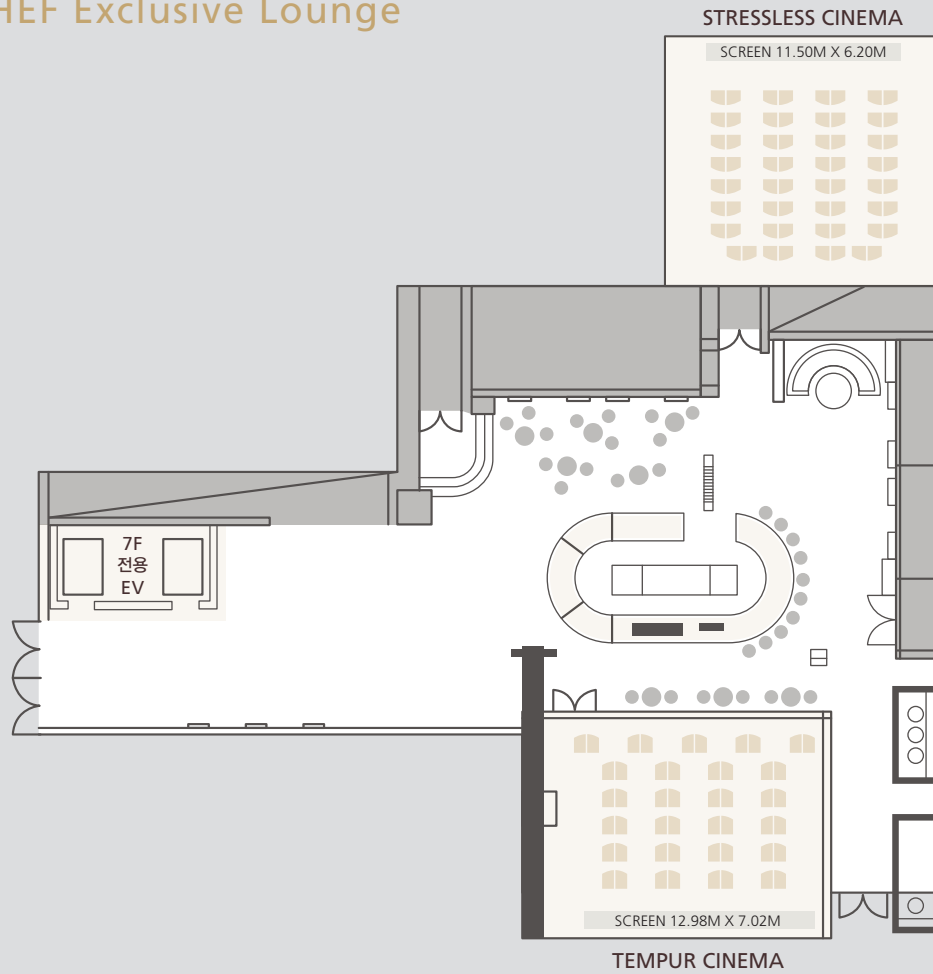 HEF Exclusive Lounge
STRESSLESS CINEMA
SCREEN 11.50M X 6.20M
7F
전용
EV
SCREEN 12.98M X 7.02M
TEMPUR CINEMA